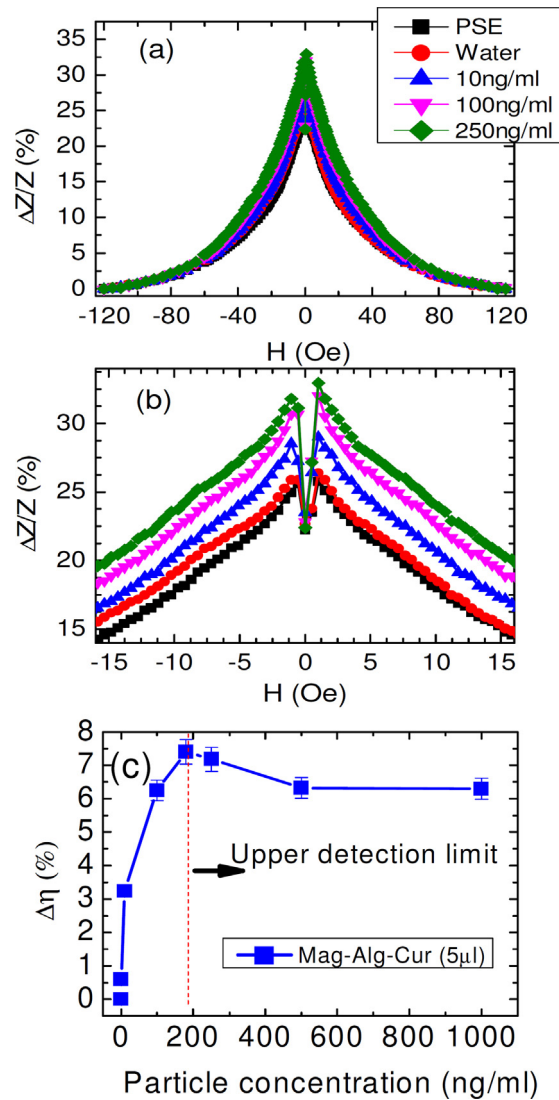 (a)
PSE
Water
10ng/ml
100ng/ml
250ng/ml
35
30
25
20
15
10
5
0
ΔZ/Z (%)
-120 -80 -40 0 40 80 120
H (Oe)
(b)
30
25
20
15
ΔZ/Z (%)
-15 -10 -5 0 5 10 15
H (Oe)
(c)
8
7
6
5
4
3
2
1
0
Δη (%)
Upper detection limit
Mag-Alg-Cur (5μl)
0 200 400 600 800 1000
Particle concentration (ng/ml)